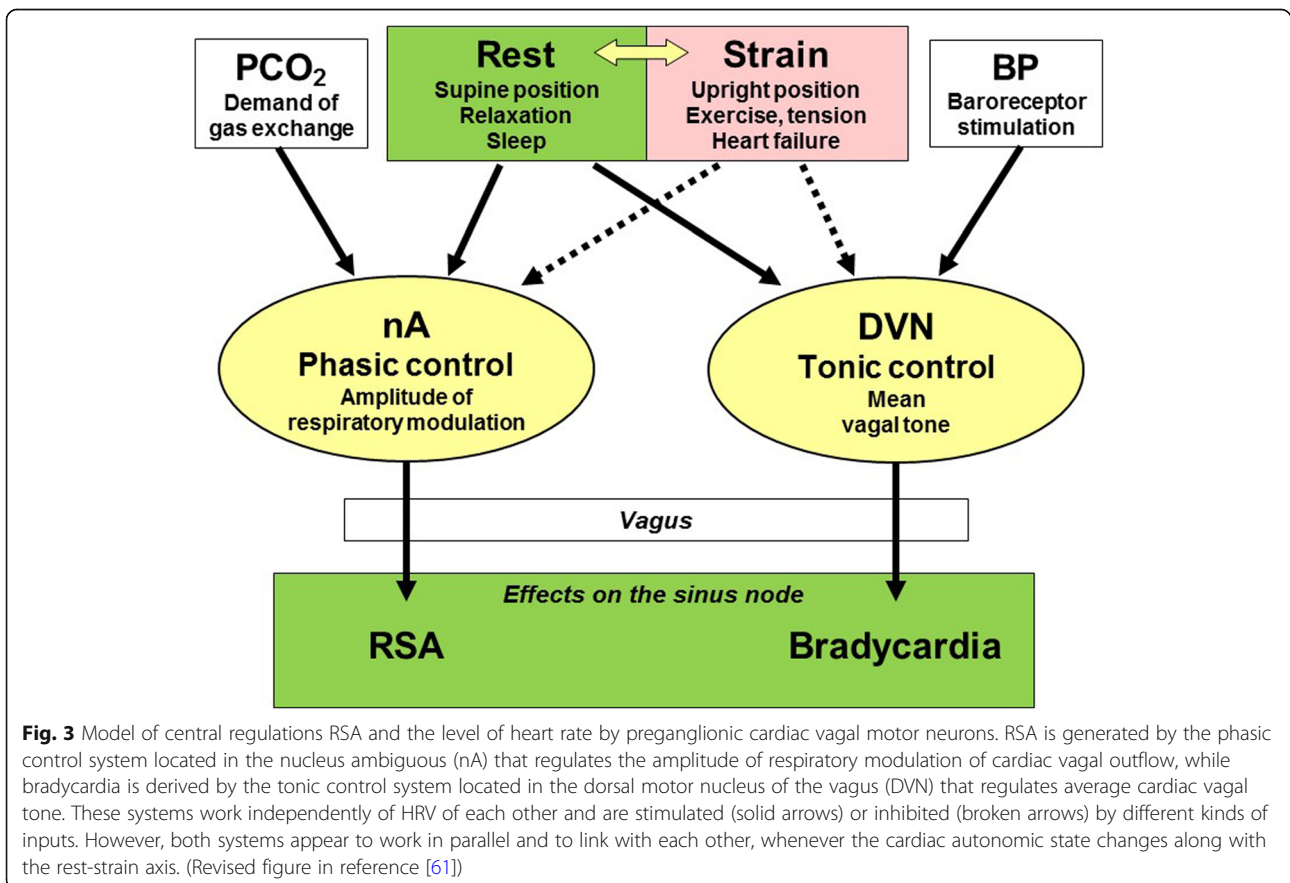 PCO₂
Demand of
gas exchange
Rest
Supine position
Relaxation
Sleep
Strain
Upright position
Exercise, tension
Heart failure
BP
Baroreceptor
stimulation
nA
Phasic control
Amplitude of
respiratory modulation
DVN
Tonic control
Mean
vagal tone
Vagus
Effects on the sinus node
RSA
Bradycardia
Fig. 3 Model of central regulations RSA and the level of heart rate by preganglionic cardiac vagal motor neurons. RSA is generated by the phasic
control system located in the nucleus ambiguous (nA) that regulates the amplitude of respiratory modulation of cardiac vagal outflow, while
bradycardia is derived by the tonic control system located in the dorsal motor nucleus of the vagus (DVN) that regulates average cardiac vagal
tone. These systems work independently of HRV of each other and are stimulated (solid arrows) or inhibited (broken arrows) by different kinds of
inputs. However, both systems appear to work in parallel and to link with each other, whenever the cardiac autonomic state changes along with
the rest-strain axis. (Revised figure in reference [61])